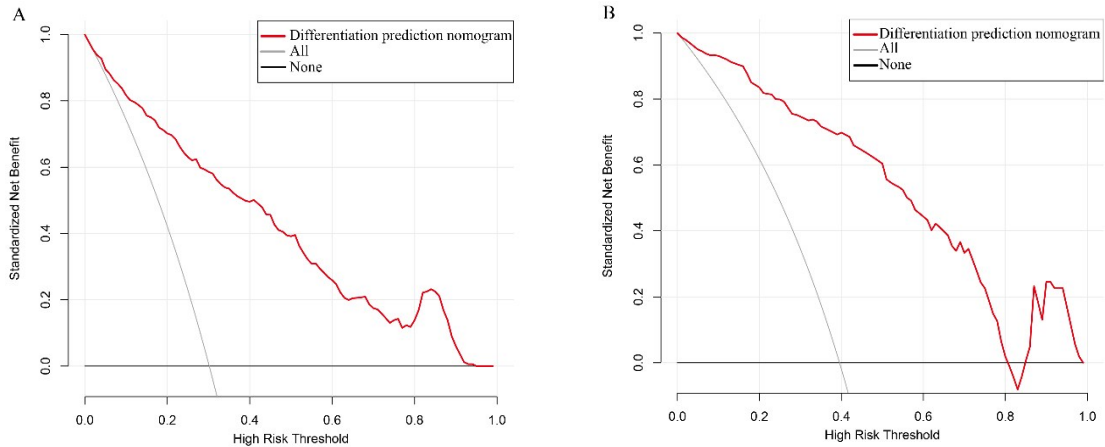 A
Differentiation prediction nomogram
All
None
Standardized Net Benefit
1.0
0.8
0.6
0.4
0.2
0.0
0.0 0.2 0.4 0.6 0.8 1.0
High Risk Threshold
B
Differentiation prediction nomogram
All
None
Standardized Net Benefit
1.0
0.8
0.6
0.4
0.2
0.0
0.0 0.2 0.4 0.6 0.8 1.0
High Risk Threshold